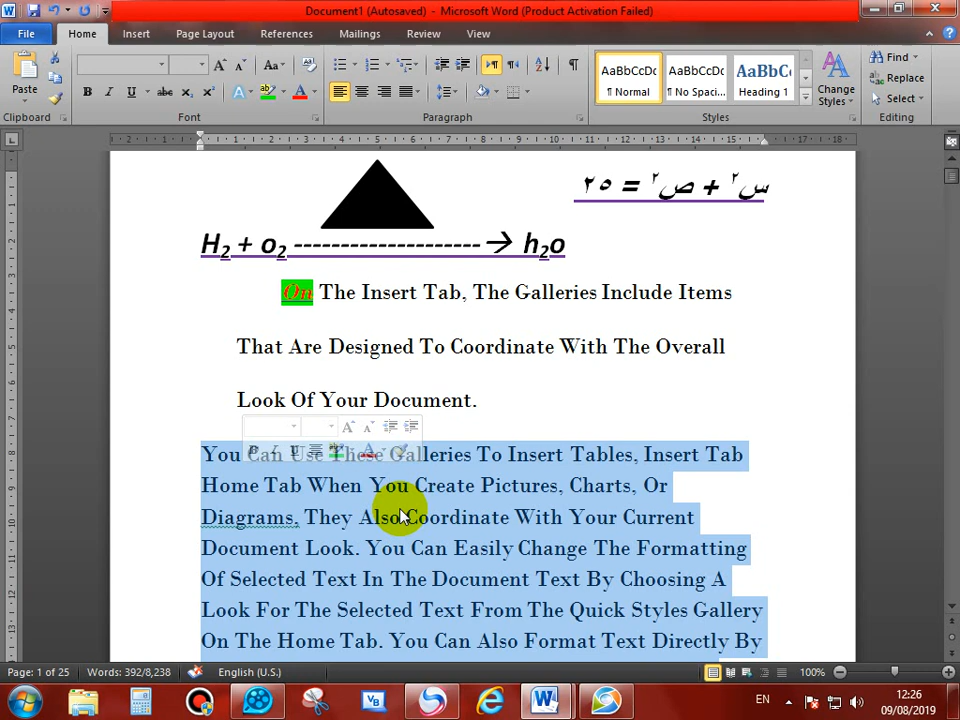 Document1 (Autosaved) - Microsoft Word (Product Activation Failed)
File Home Insert Page Layout References Mailings Review View
Paste
Change Styles
Find
Replace
Select
AaBbCcDc AaBbCcDc AaBbC
¶ Normal ¶ No Spaci... Heading 1
Clipboard Font Paragraph Styles Editing
س٢ + ص٢ = ٢٥
H2 + o2 ---------------------→ h2o
On The Insert Tab, The Galleries Include Items
That Are Designed To Coordinate With The Overall
Look Of Your Document.
You Can Use These Galleries To Insert Tables, Insert Tab
Home Tab When You Create Pictures, Charts, Or
Diagrams, They Also Coordinate With Your Current
Document Look. You Can Easily Change The Formatting
Of Selected Text In The Document Text By Choosing A
Look For The Selected Text From The Quick Styles Gallery
On The Home Tab. You Can Also Format Text Directly By
Page: 1 of 25 Words: 392/8,238 English (U.S.) 100%
EN
12:26
09/08/2019